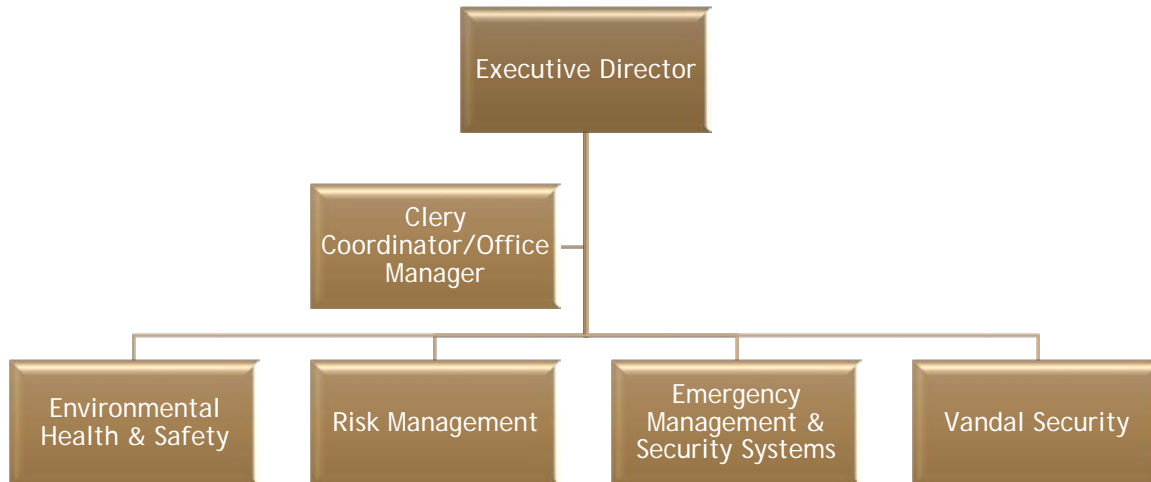 Executive Director
Clery
Coordinator/Office
Manager
Environmental
Health & Safety
Risk Management
Emergency
Management &
Security Systems
Vandal Security